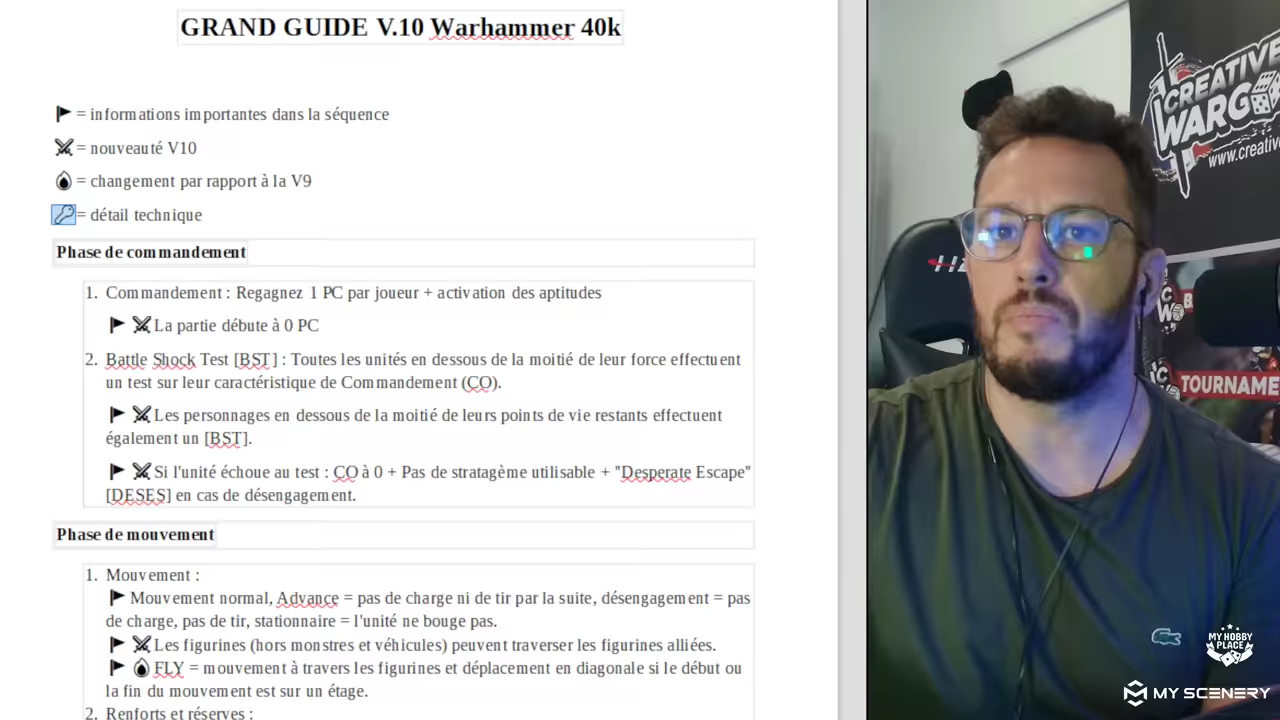 GRAND GUIDE V.10 Warhammer 40k
= informations importantes dans la séquence
= nouveauté V10
= changement par rapport à la V9
= détail technique
Phase de commandement
1. Commandement : Regagnez 1 PC par joueur + activation des aptitudes
La partie débute à 0 PC
2. Battle Shock Test [BST] : Toutes les unités en dessous de la moitié de leur force effectuent
un test sur leur caractéristique de Commandement (CO).
Les personnages en dessous de la moitié de leurs points de vie restants effectuent
également un [BST].
Si l'unité échoue au test : CO à 0 + Pas de stratagème utilisable + "Desperate Escape"
[DESES] en cas de désengagement.
Phase de mouvement
1. Mouvement :
Mouvement normal, Advance = pas de charge ni de tir par la suite, désengagement = pas
de charge, pas de tir, stationnaire = l'unité ne bouge pas.
Les figurines (hors monstres et véhicules) peuvent traverser les figurines alliées.
FLY = mouvement à travers les figurines et déplacement en diagonale si le début ou
la fin du mouvement est sur un étage.
2. Renforts et réserves :
CREATIVE
WARG
www.creative
TOURNAME
MY HOBBY
PLACE
MY SCENERY